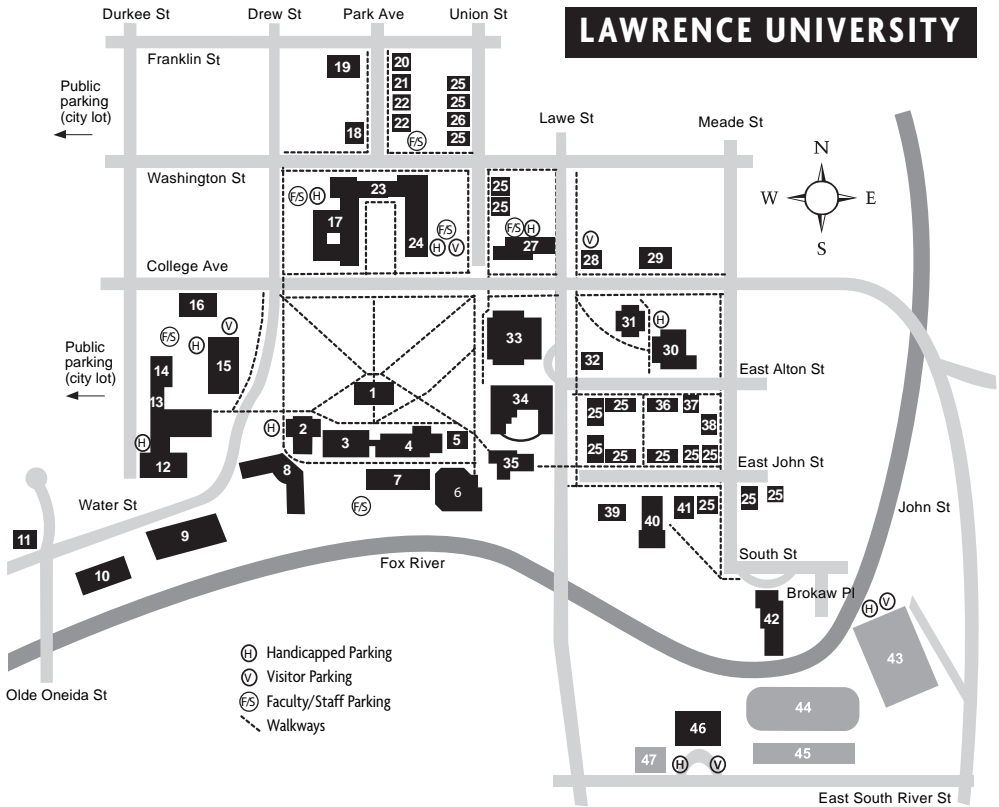 Durkee St
Drew St
Park Ave
Union St
LAWRENCE UNIVERSITY
Franklin St
19
20
21
22
22
18
F/S
25
25
26
25
Public
parking
(city lot)
Lawe St
Meade St
N
W
E
S
Washington St
F/S
H
17
23
24
F/S
H
V
25
25
F/S
H
27
V
28
29
College Ave
16
V
F/S
H
15
14
13
H
12
Public
parking
(city lot)
33
31
H
30
32
East Alton St
1
34
25
25
36
37
38
25
25
25
25
25
H
2
3
4
5
35
East John St
8
7
6
F/S
25
25
39
40
41
25
John St
Water St
11
9
10
Fox River
South St
Brokaw Pl
42
H
V
43
Olde Oneida St
H
Handicapped Parking
V
Visitor Parking
F/S
Faculty/Staff Parking
Walkways
44
45
46
47
H
V
East South River St